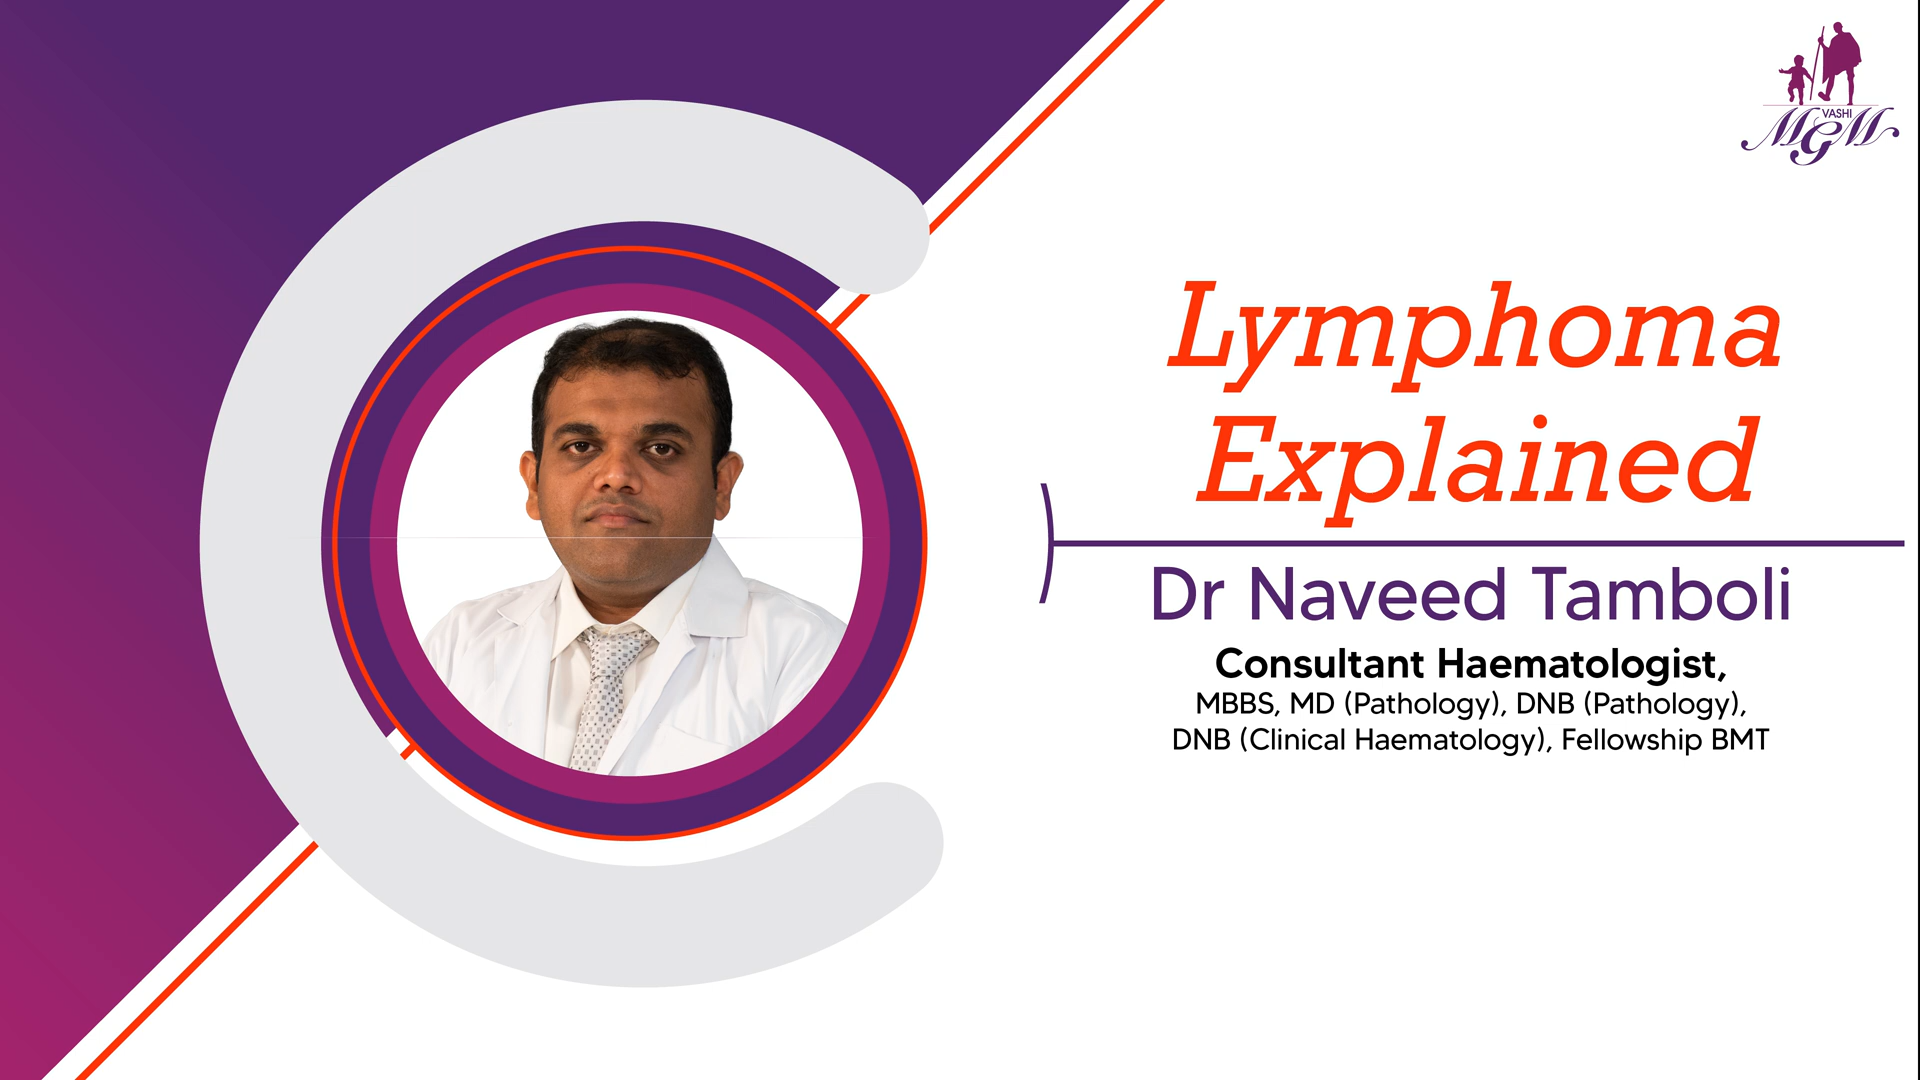 VASHI
MGM
Lymphoma
Explained
Dr Naveed Tamboli
Consultant Haematologist,
MBBS, MD (Pathology), DNB (Pathology),
DNB (Clinical Haematology), Fellowship BMT